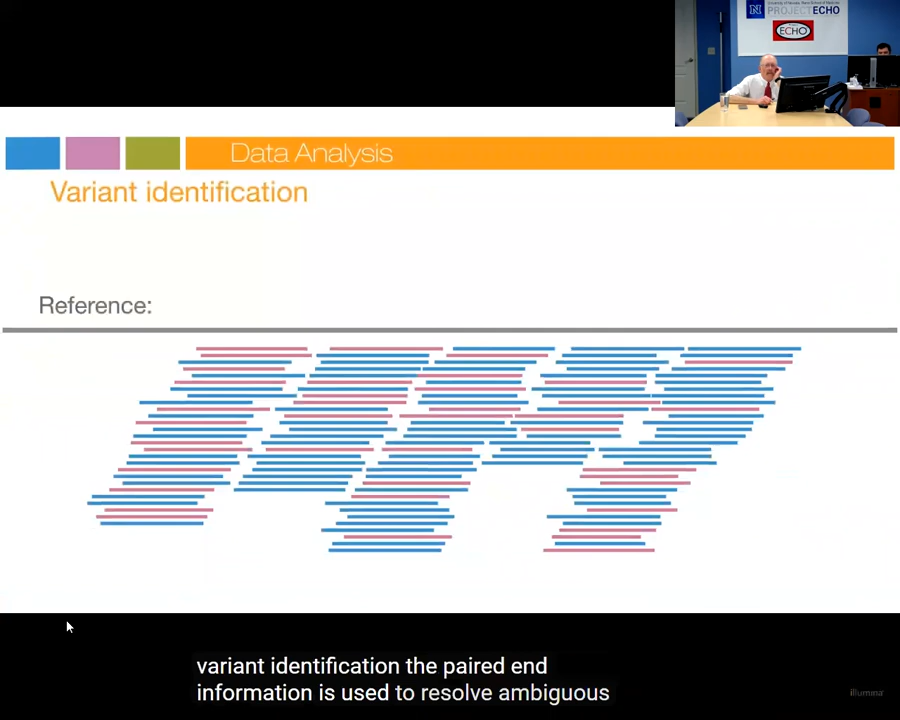 PROJECT ECHO
ECHO
Data Analysis
Variant identification
Reference:
variant identification the paired end
information is used to resolve ambiguous
illumina